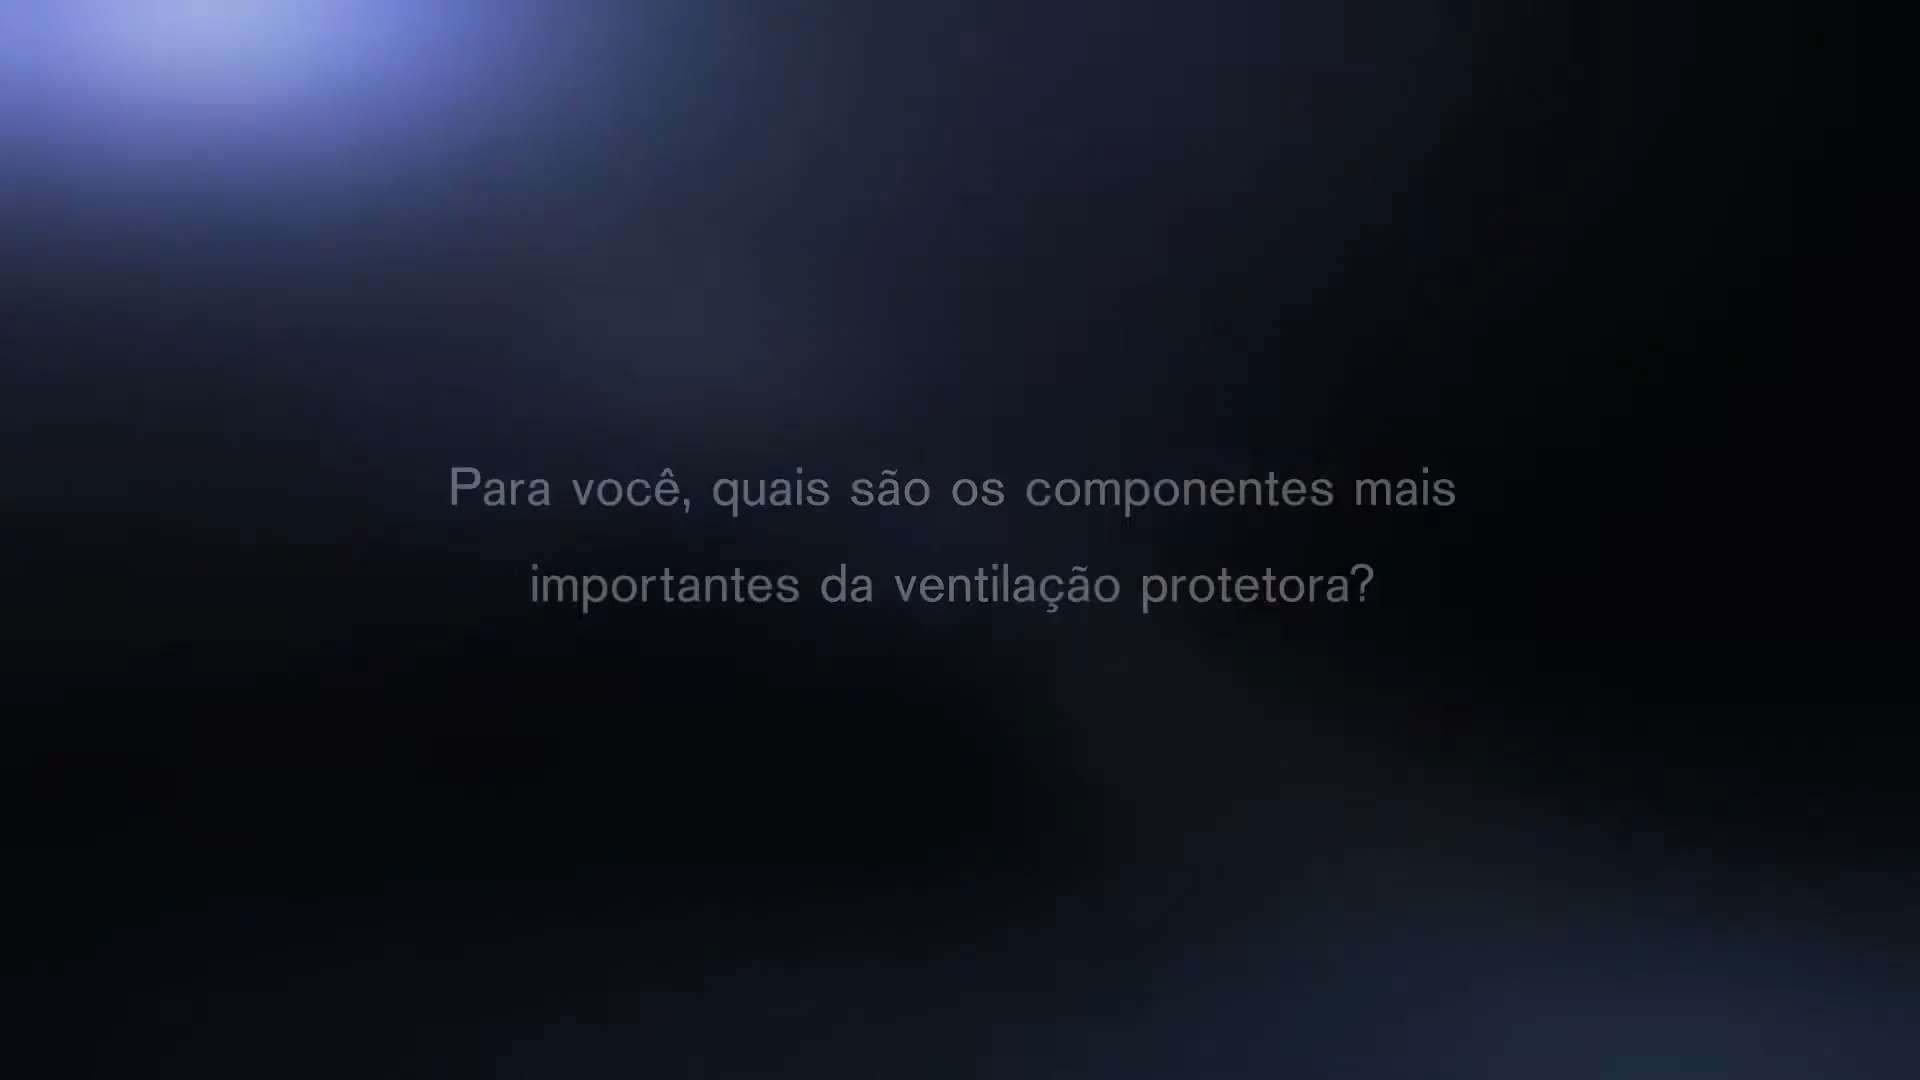 Para você, quais são os componentes mais
importantes da ventilação protetora?